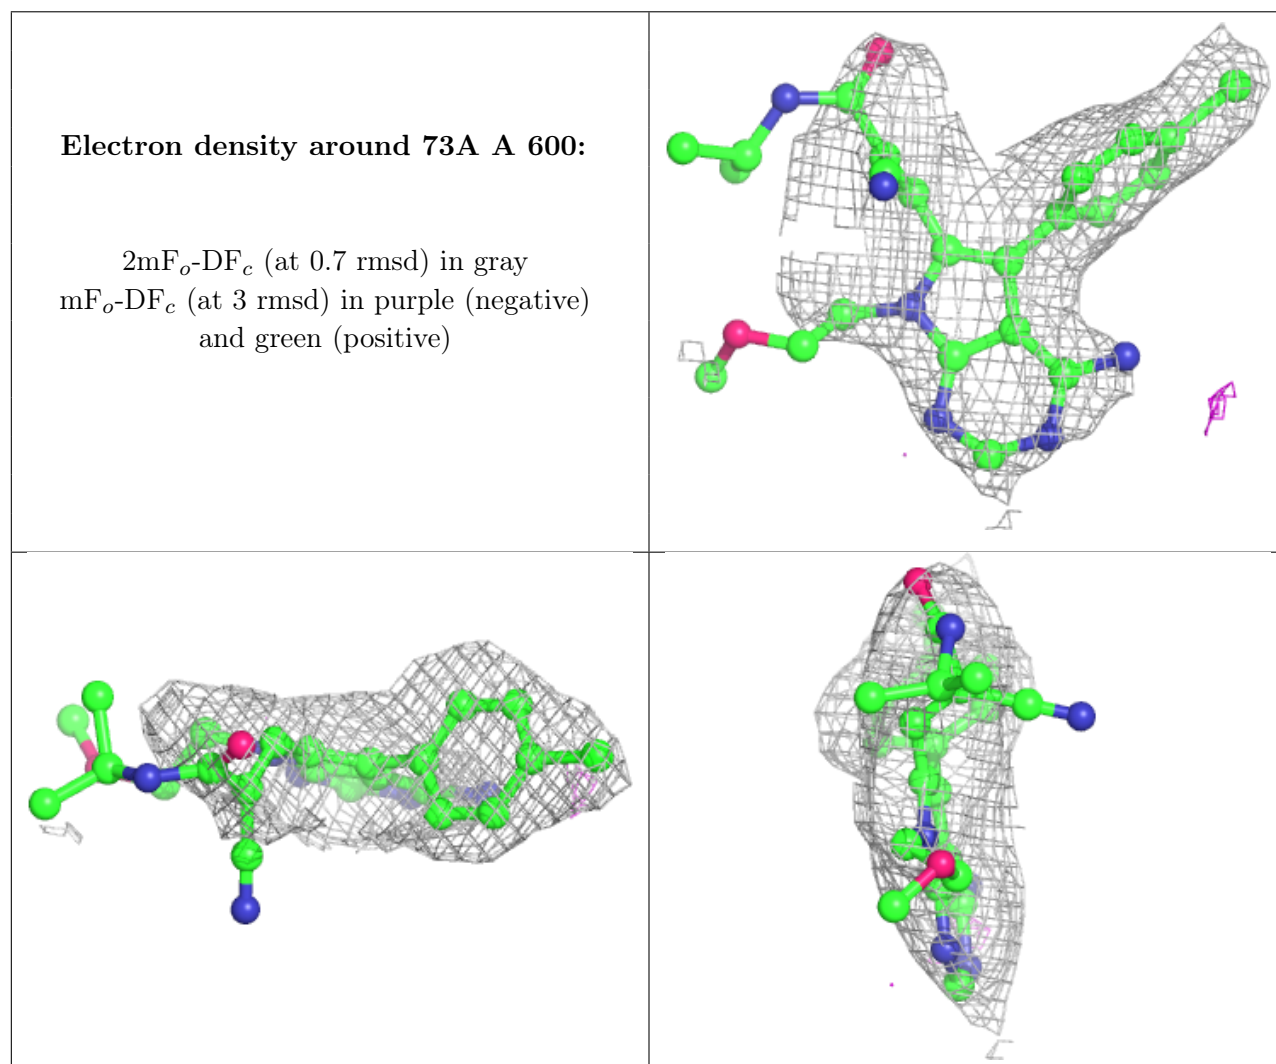 Electron density around 73A A 600:
2mFo-DFc (at 0.7 rmsd) in gray
mFo-DFc (at 3 rmsd) in purple (negative)
and green (positive)